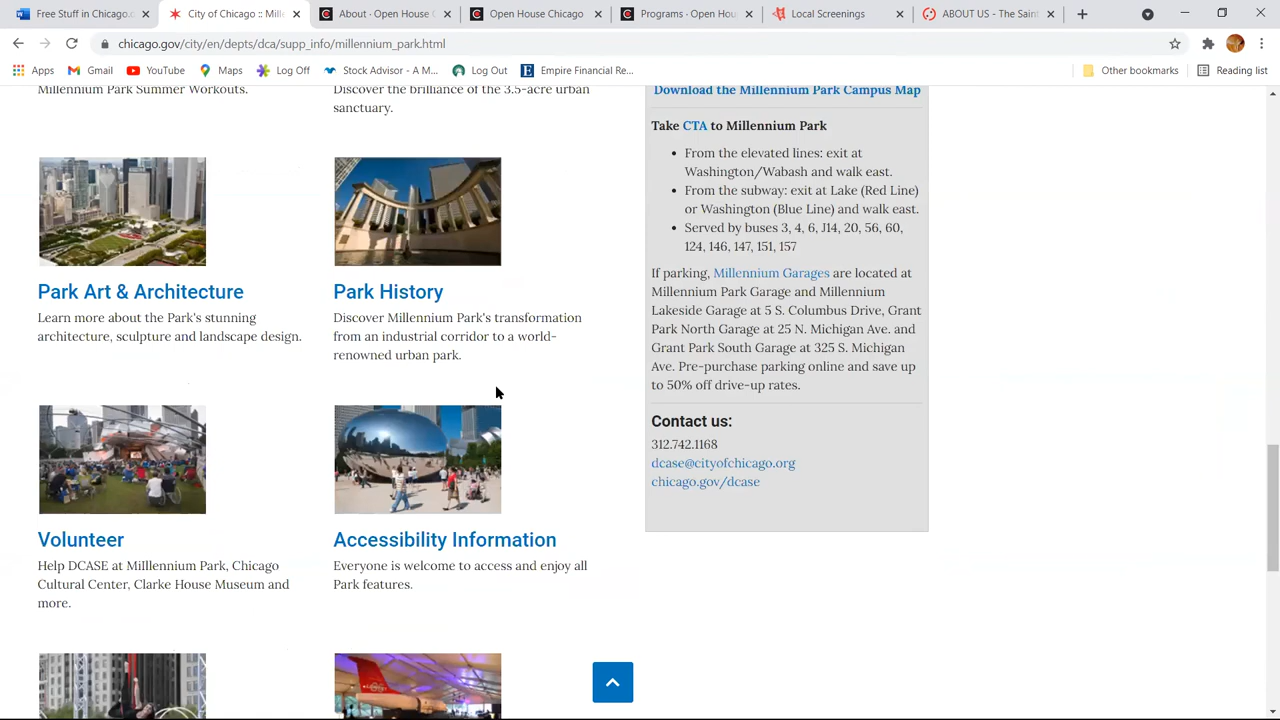 Free Stuff in Chicago.c
City of Chicago :: Mille
About - Open House C
Open House Chicago
Programs - Open Hou
Local Screenings
ABOUT US - The Saint
chicago.gov/city/en/depts/dca/supp_info/millennium_park.html
Apps
Gmail
YouTube
Maps
Log Off
Stock Advisor - A M...
Log Out
Empire Financial Re...
Other bookmarks
Reading list
Millennium Park Summer Workouts.
Discover the brilliance of the 3.5-acre urban
sanctuary.
Park Art & Architecture
Learn more about the Park's stunning
architecture, sculpture and landscape design.
Park History
Discover Millennium Park's transformation
from an industrial corridor to a world-
renowned urban park.
Volunteer
Help DCASE at MIlllennium Park, Chicago
Cultural Center, Clarke House Museum and
more.
Accessibility Information
Everyone is welcome to access and enjoy all
Park features.
Download the Millennium Park Campus Map
Take CTA to Millennium Park
• From the elevated lines: exit at
Washington/Wabash and walk east.
• From the subway: exit at Lake (Red Line)
or Washington (Blue Line) and walk east.
• Served by buses 3, 4, 6, J14, 20, 56, 60,
124, 146, 147, 151, 157
If parking, Millennium Garages are located at
Millennium Park Garage and Millennium
Lakeside Garage at 5 S. Columbus Drive, Grant
Park North Garage at 25 N. Michigan Ave. and
Grant Park South Garage at 325 S. Michigan
Ave. Pre-purchase parking online and save up
to 50% off drive-up rates.
Contact us:
312.742.1168
dcase@cityofchicago.org
chicago.gov/dcase